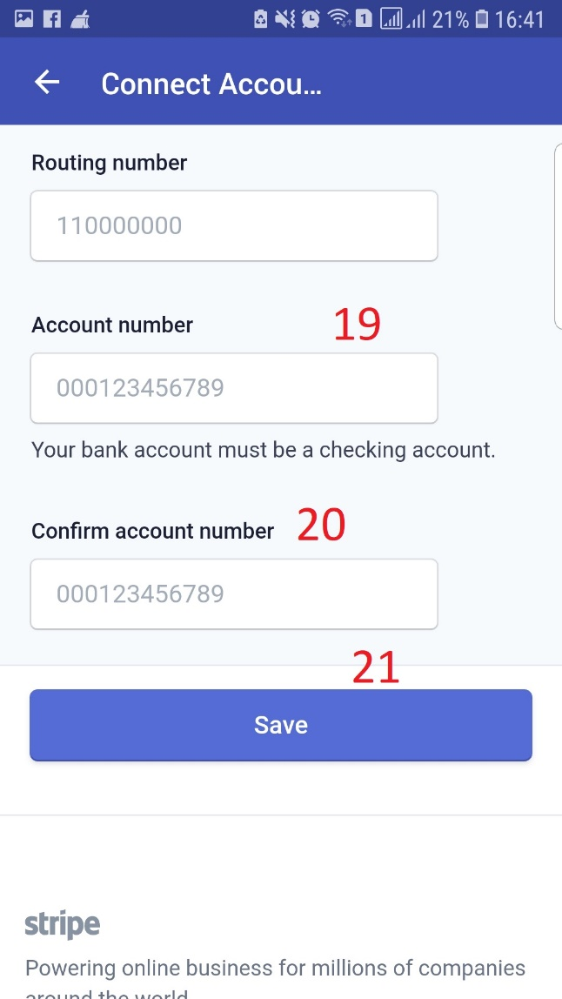 21% 16:41
Connect Accou...
Routing number
110000000
Account number 19
000123456789
Your bank account must be a checking account.
Confirm account number 20
000123456789
21
Save
stripe
Powering online business for millions of companies
around the world